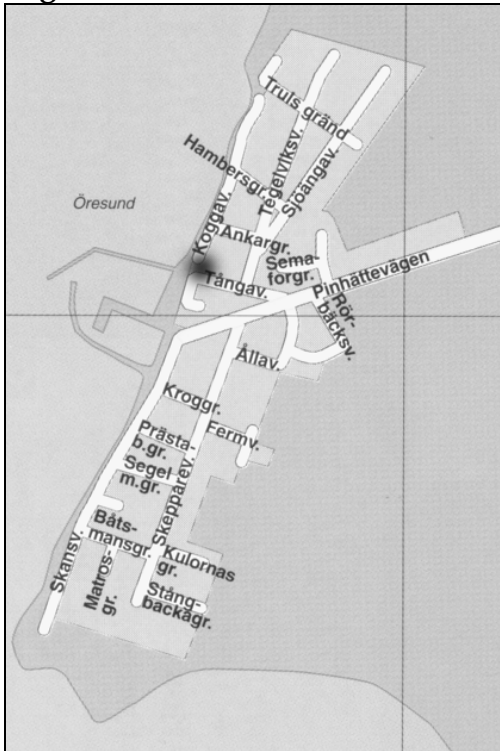 Truls gränd
Hambersgr.
Tegelviksv.
Sjöängav.
Öresund
Koggav.
Ankargr.
Sema-
forgr.
Pinhättevägen
Tångav.
Rör-
bäcksv.
Ållav.
Kroggr.
Prästa-
b.gr.
Fermv.
Segel
m.gr.
Skepparev.
Båts-
mansgr.
Kulornas
gr.
Skansv.
Matros-
gr.
Stång-
backagr.